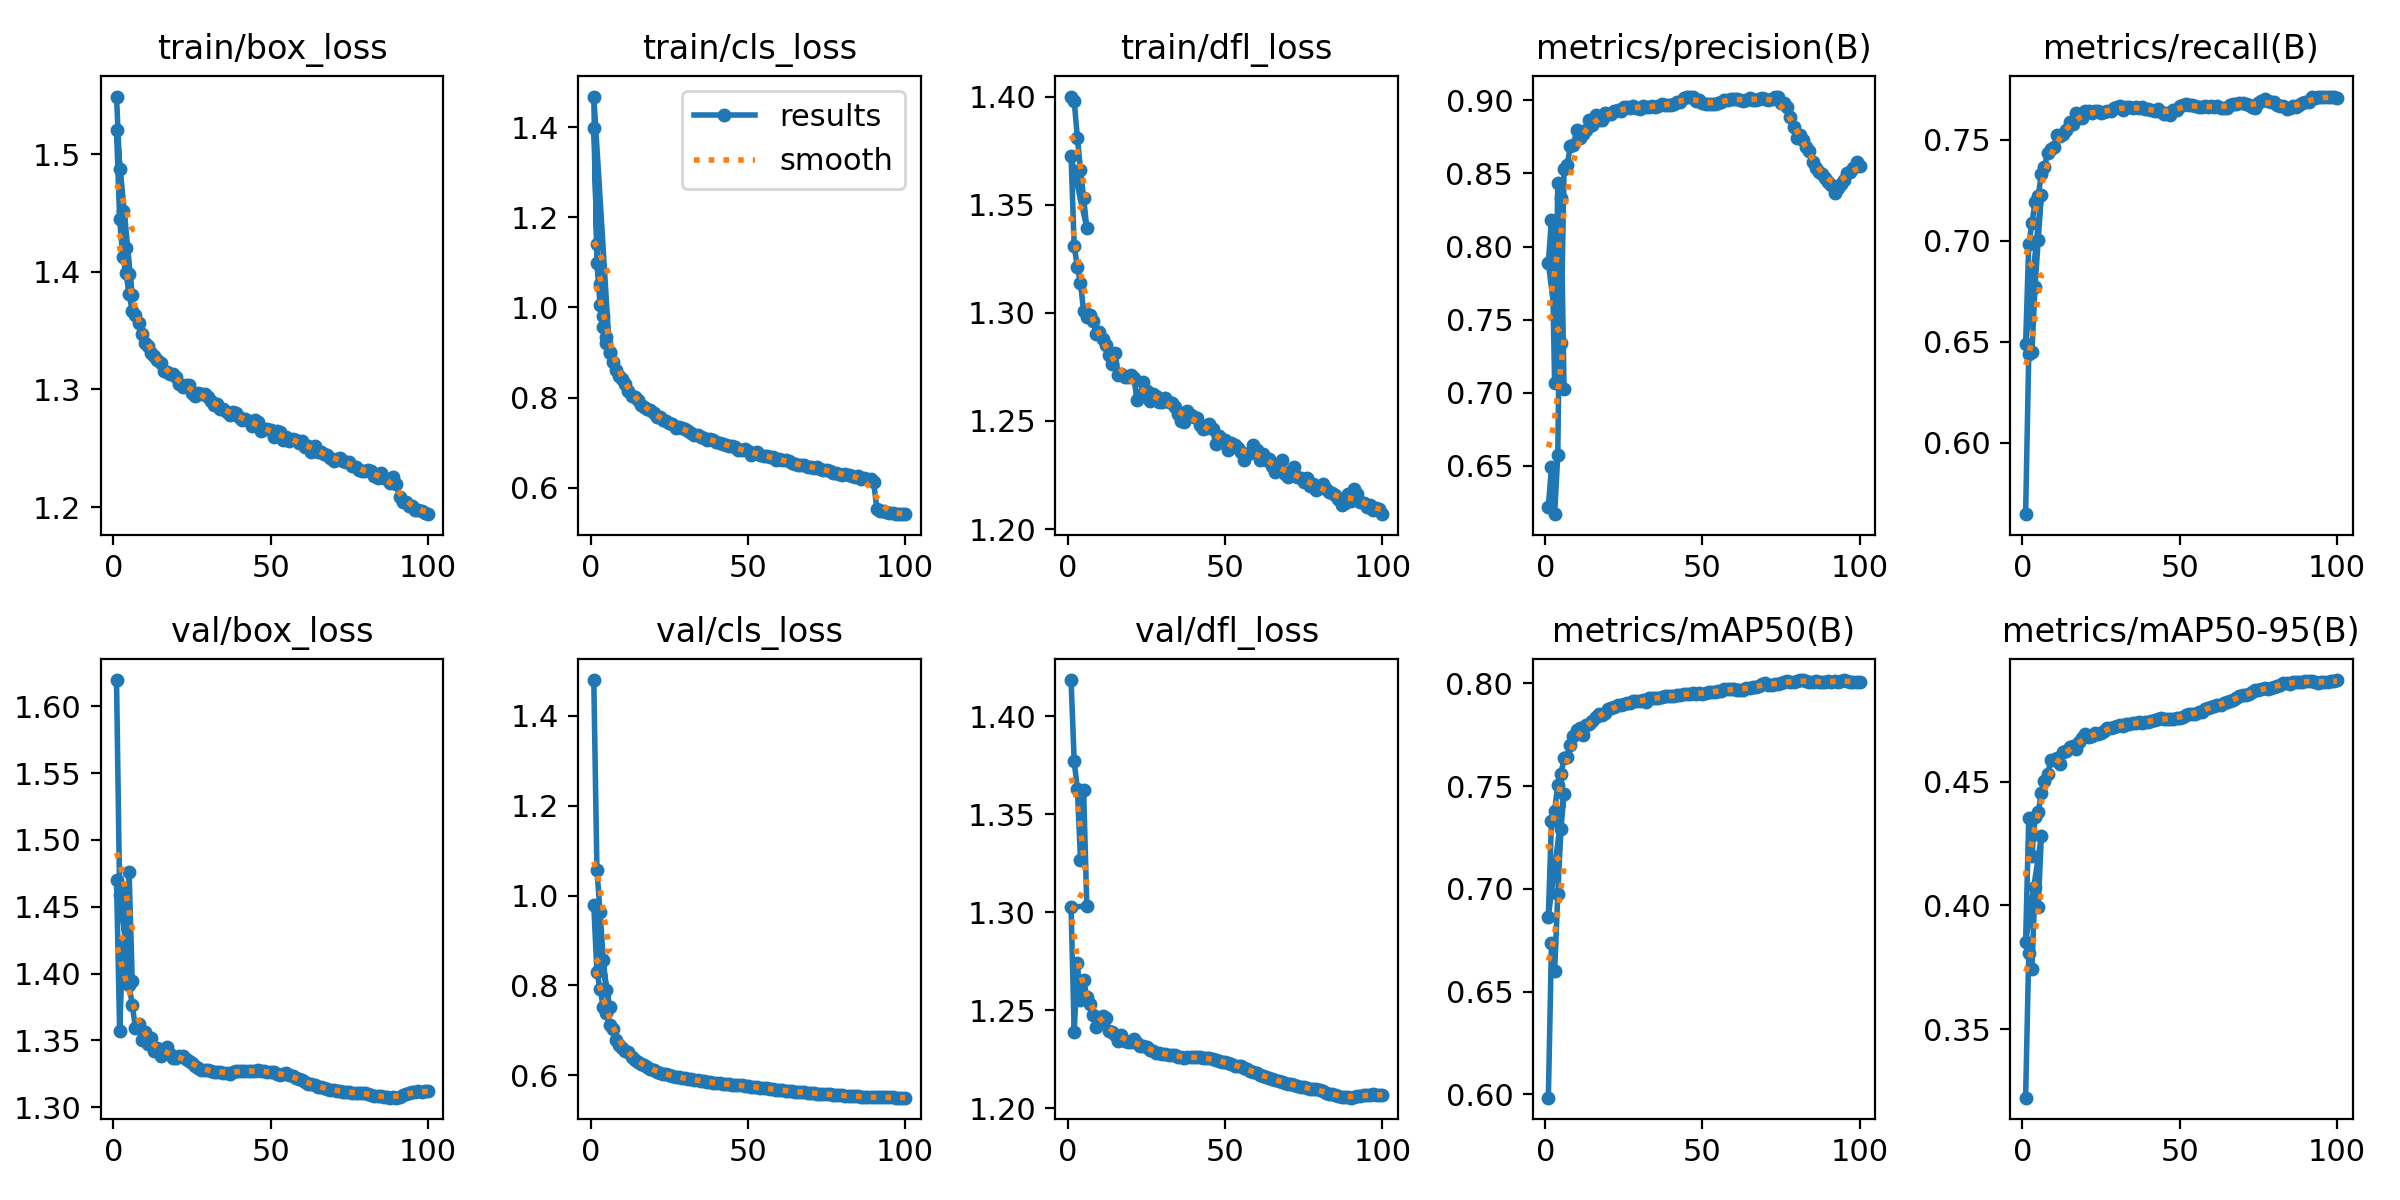 train/box_loss
1.5
1.4
1.3
1.2
0 50 100
train/cls_loss
results
smooth
1.4
1.2
1.0
0.8
0.6
0 50 100
train/dfl_loss
1.40
1.35
1.30
1.25
1.20
0 50 100
metrics/precision(B)
0.90
0.85
0.80
0.75
0.70
0.65
0 50 100
metrics/recall(B)
0.75
0.70
0.65
0.60
0 50 100
val/box_loss
1.60
1.55
1.50
1.45
1.40
1.35
1.30
0 50 100
val/cls_loss
1.4
1.2
1.0
0.8
0.6
0 50 100
val/dfl_loss
1.40
1.35
1.30
1.25
1.20
0 50 100
metrics/mAP50(B)
0.80
0.75
0.70
0.65
0.60
0 50 100
metrics/mAP50-95(B)
0.45
0.40
0.35
0 50 100